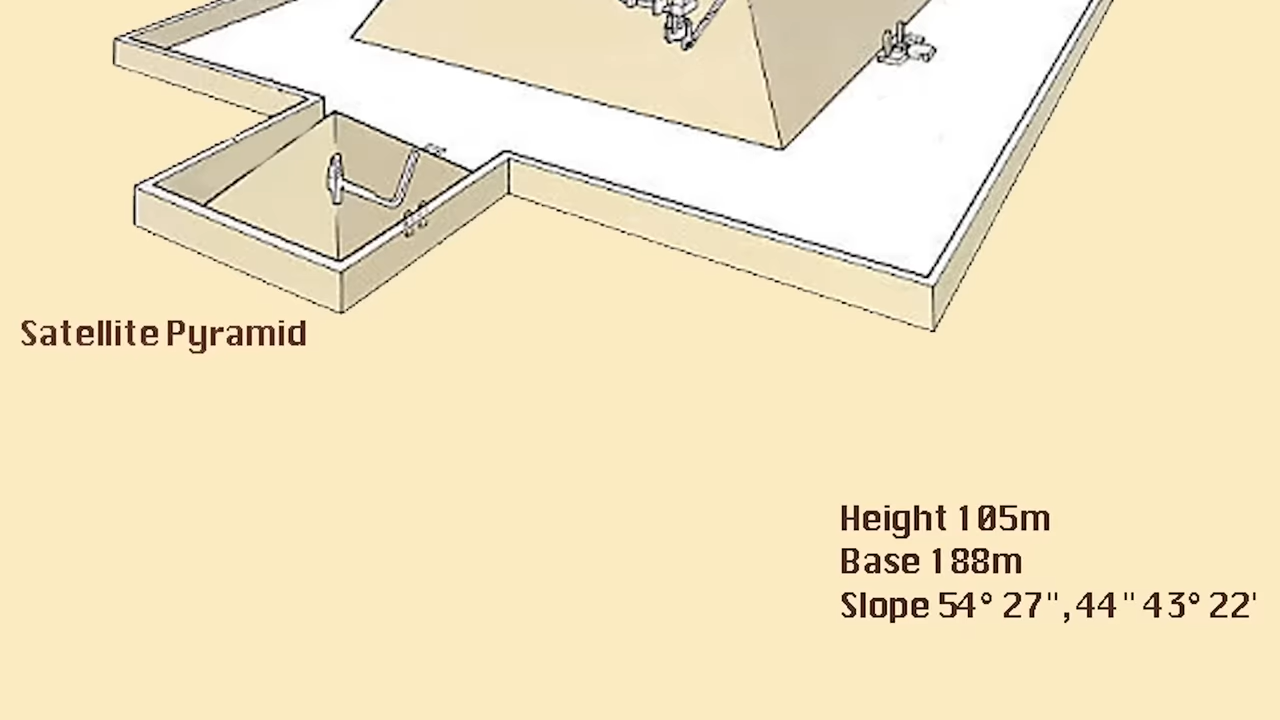 Satellite Pyramid
Height 105m
Base 188m
Slope 54° 27",44" 43° 22'